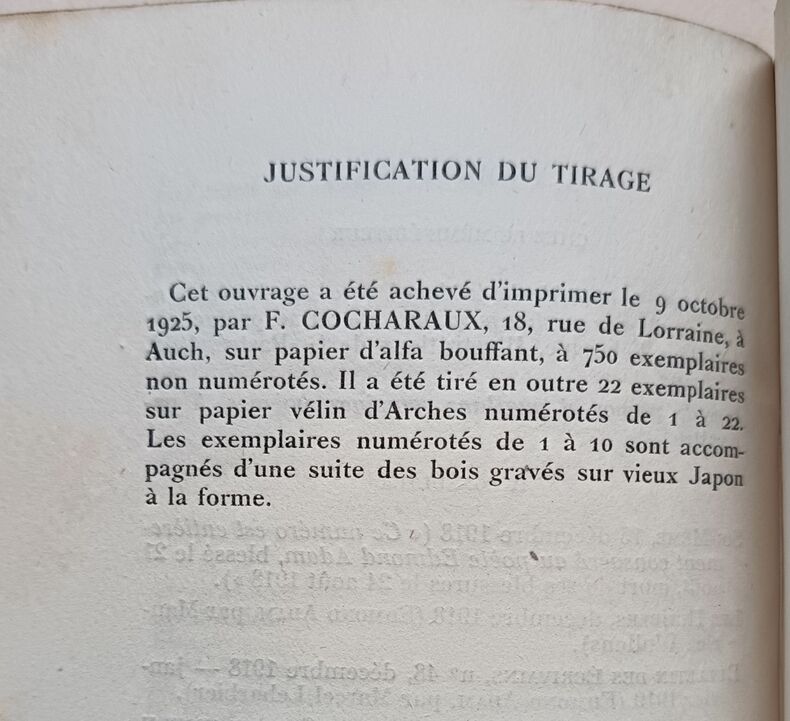 JUSTIFICATION DU TIRAGE
Cet ouvrage a été achevé d'imprimer le 9 octobre
1925, par F. COCHARAUX, 18, rue de Lorraine, à
Auch, sur papier d'alfa bouffant, à 750 exemplaires
non numérotés. Il a été tiré en outre 22 exemplaires
sur papier vélin d'Arches numérotés de 1 à 22.
Les exemplaires numérotés de 1 à 10 sont accom-
pagnés d'une suite des bois gravés sur vieux Japon
à la forme.